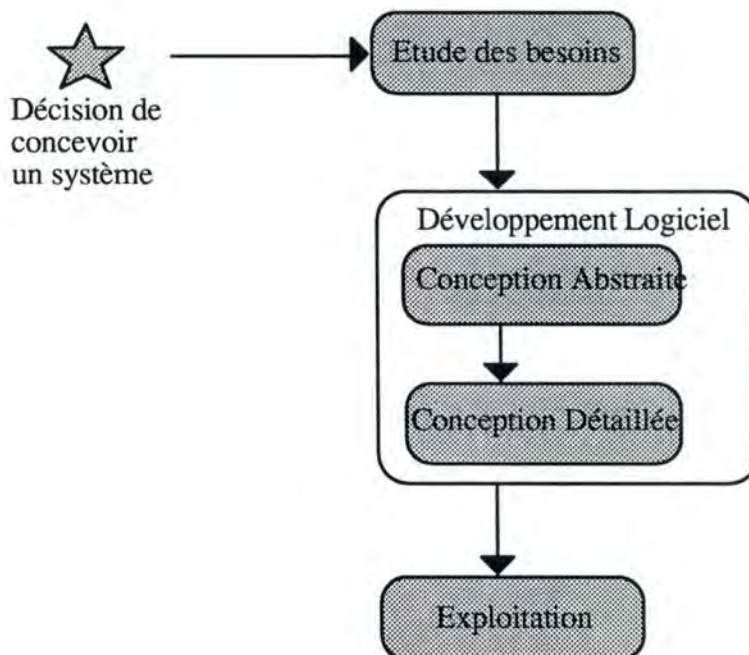 Etude des besoins
Décision de
concevoir
un système
Développement Logiciel
Conception Abstraite
Conception Détaillée
Exploitation